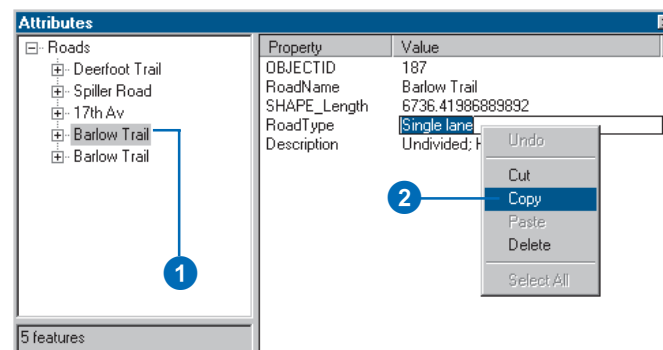 Attributes
Roads
Deerfoot Trail
Spiller Road
17th Av
Barlow Trail
Barlow Trail
1
5 features
Property Value
OBJECTID 187
RoadName Barlow Trail
SHAPE_Length 6736.41986889892
RoadType Single lane
Description Undivided;
Undo
Cut
2 Copy
Paste
Delete
Select All